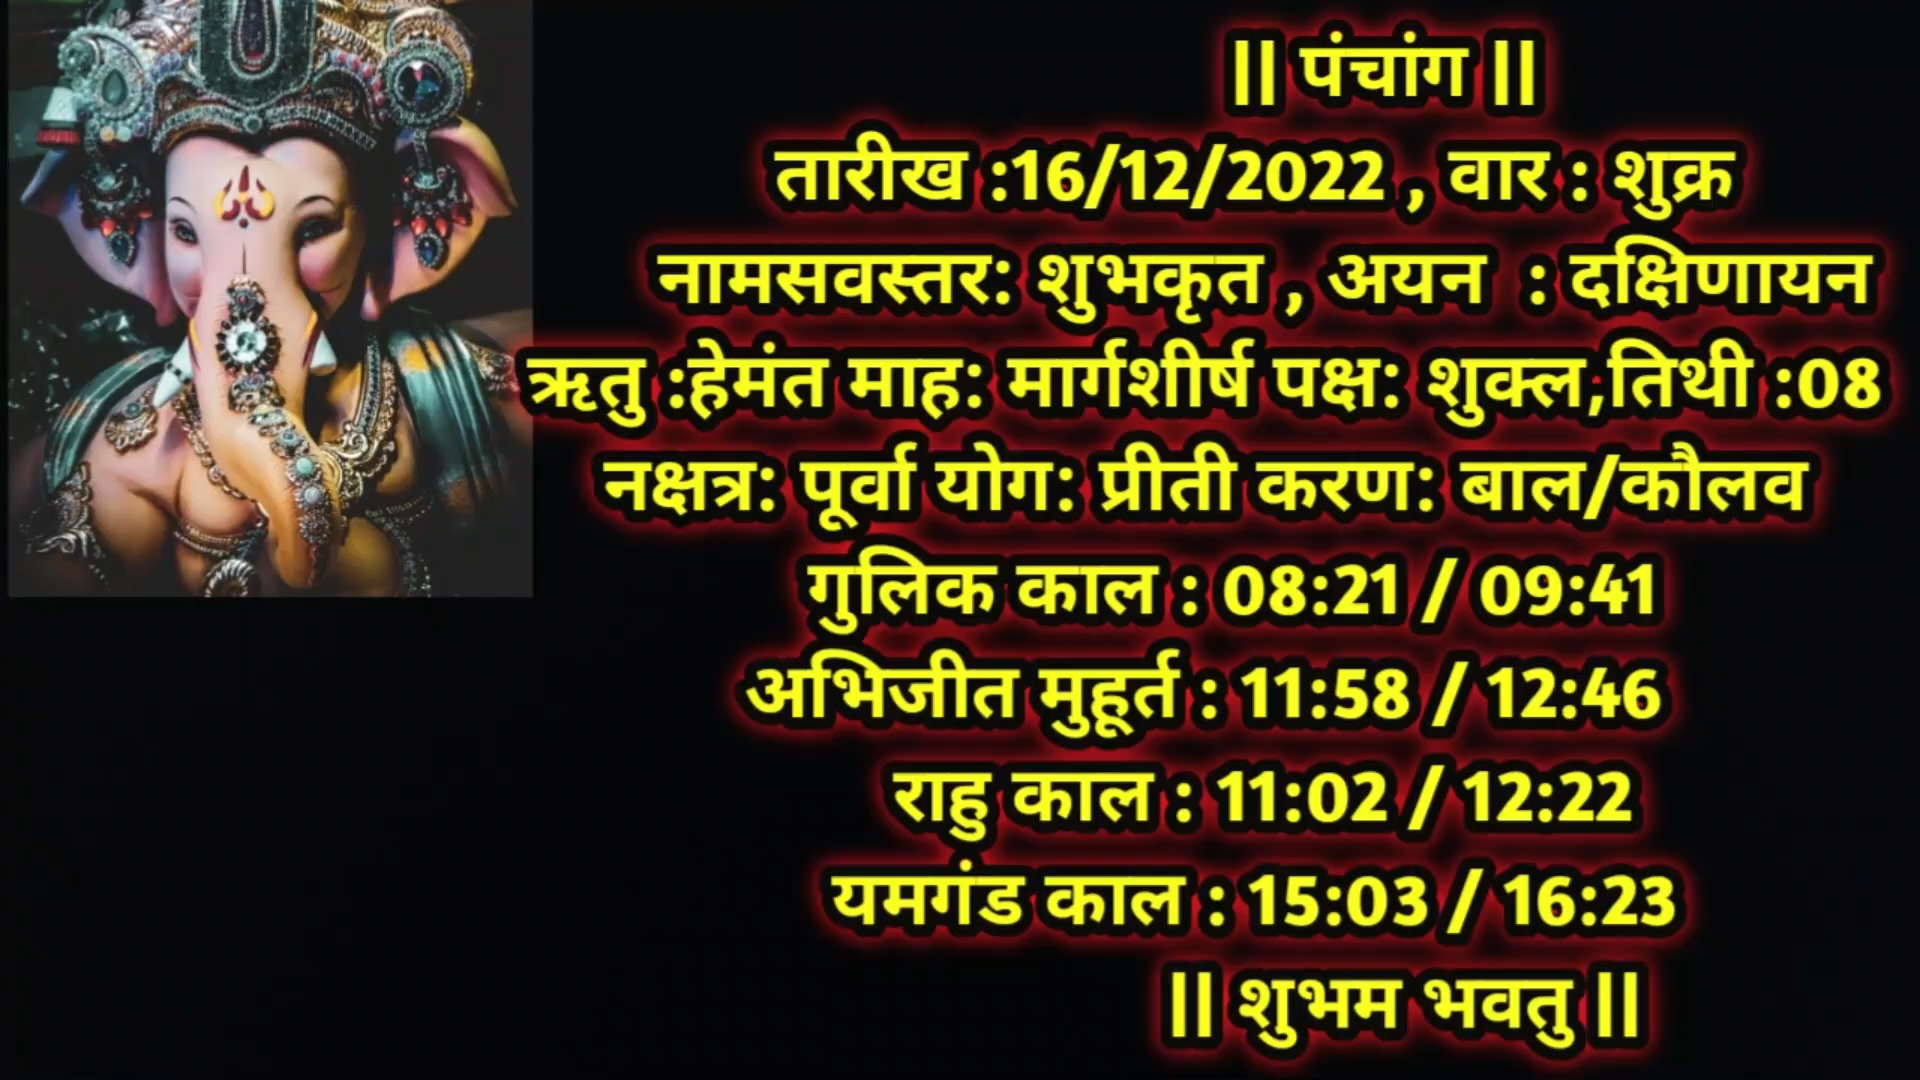 || पंचांग ||
तारीख :16/12/2022 , वार : शुक्र
नामसवस्तर: शुभकृत , अयन : दक्षिणायन
ऋतु :हेमंत माह: मार्गशीर्ष पक्ष: शुक्ल,तिथी :08
नक्षत्र: पूर्वा योग: प्रीती करण: बाल/कौलव
गुलिक काल : 08:21 / 09:41
अभिजीत मुहूर्त : 11:58 / 12:46
राहु काल : 11:02 / 12:22
यमगंड काल : 15:03 / 16:23
|| शुभम भवतु ||